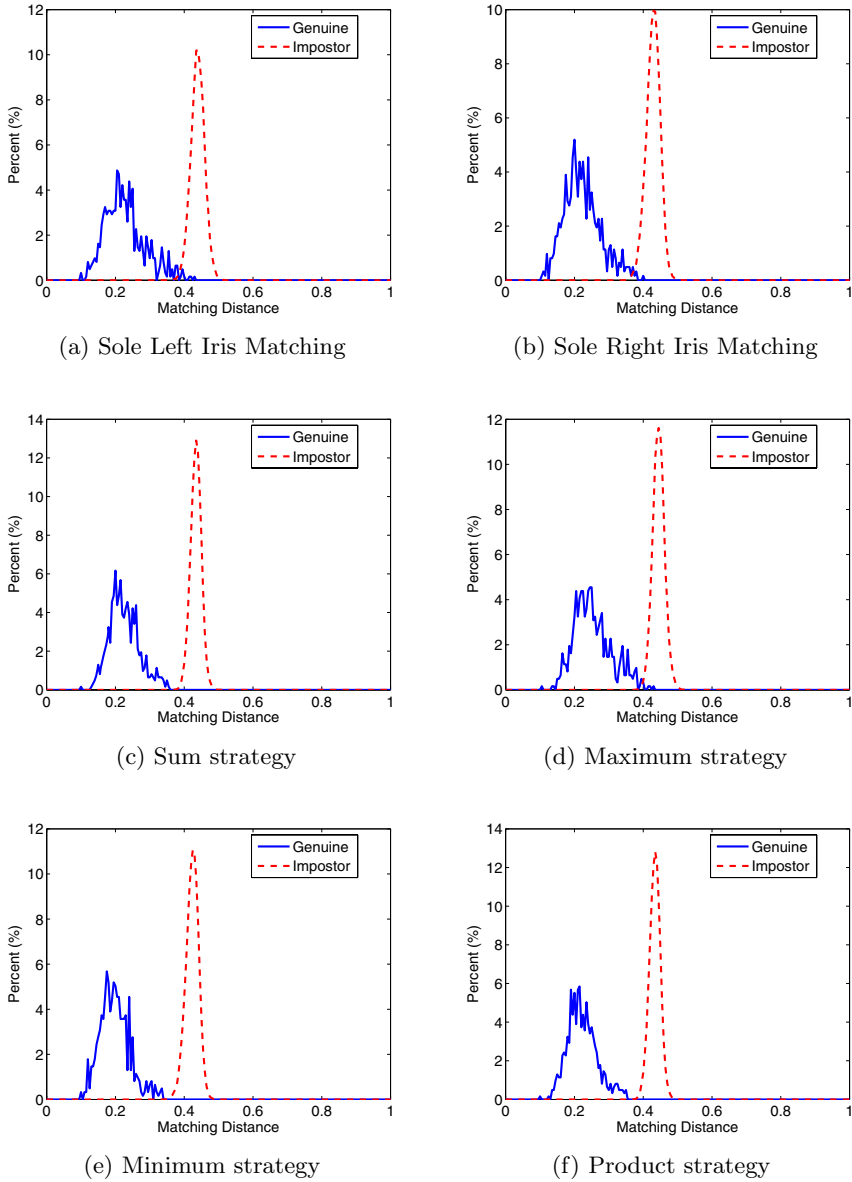 12
10
8
6
4
2
0
Percent (%)
Genuine
Impostor
0 0.2 0.4 0.6 0.8 1
Matching Distance
(a) Sole Left Iris Matching
10
8
6
4
2
0
Percent (%)
Genuine
Impostor
0 0.2 0.4 0.6 0.8 1
Matching Distance
(b) Sole Right Iris Matching
14
12
10
8
6
4
2
0
Percent (%)
Genuine
Impostor
0 0.2 0.4 0.6 0.8 1
Matching Distance
(c) Sum strategy
12
10
8
6
4
2
0
Percent (%)
Genuine
Impostor
0 0.2 0.4 0.6 0.8 1
Matching Distance
(d) Maximum strategy
12
10
8
6
4
2
0
Percent (%)
Genuine
Impostor
0 0.2 0.4 0.6 0.8 1
Matching Distance
(e) Minimum strategy
14
12
10
8
6
4
2
0
Percent (%)
Genuine
Impostor
0 0.2 0.4 0.6 0.8 1
Matching Distance
(f) Product strategy